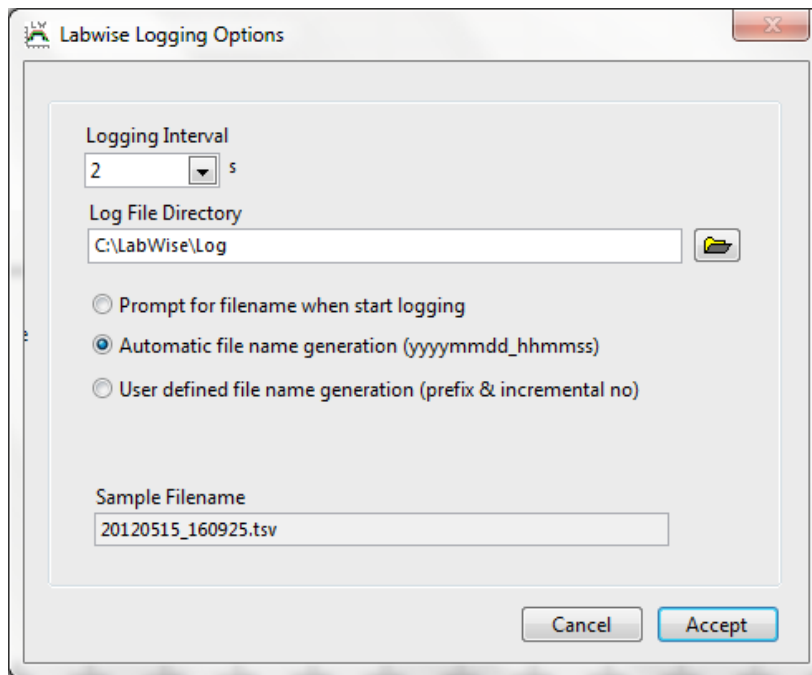 Labwise Logging Options
Logging Interval
2 s
Log File Directory
C:\LabWise\Log
Prompt for filename when start logging
Automatic file name generation (yyyymmdd_hhmmss)
User defined file name generation (prefix & incremental no)
Sample Filename
20120515_160925.tsv
Cancel Accept